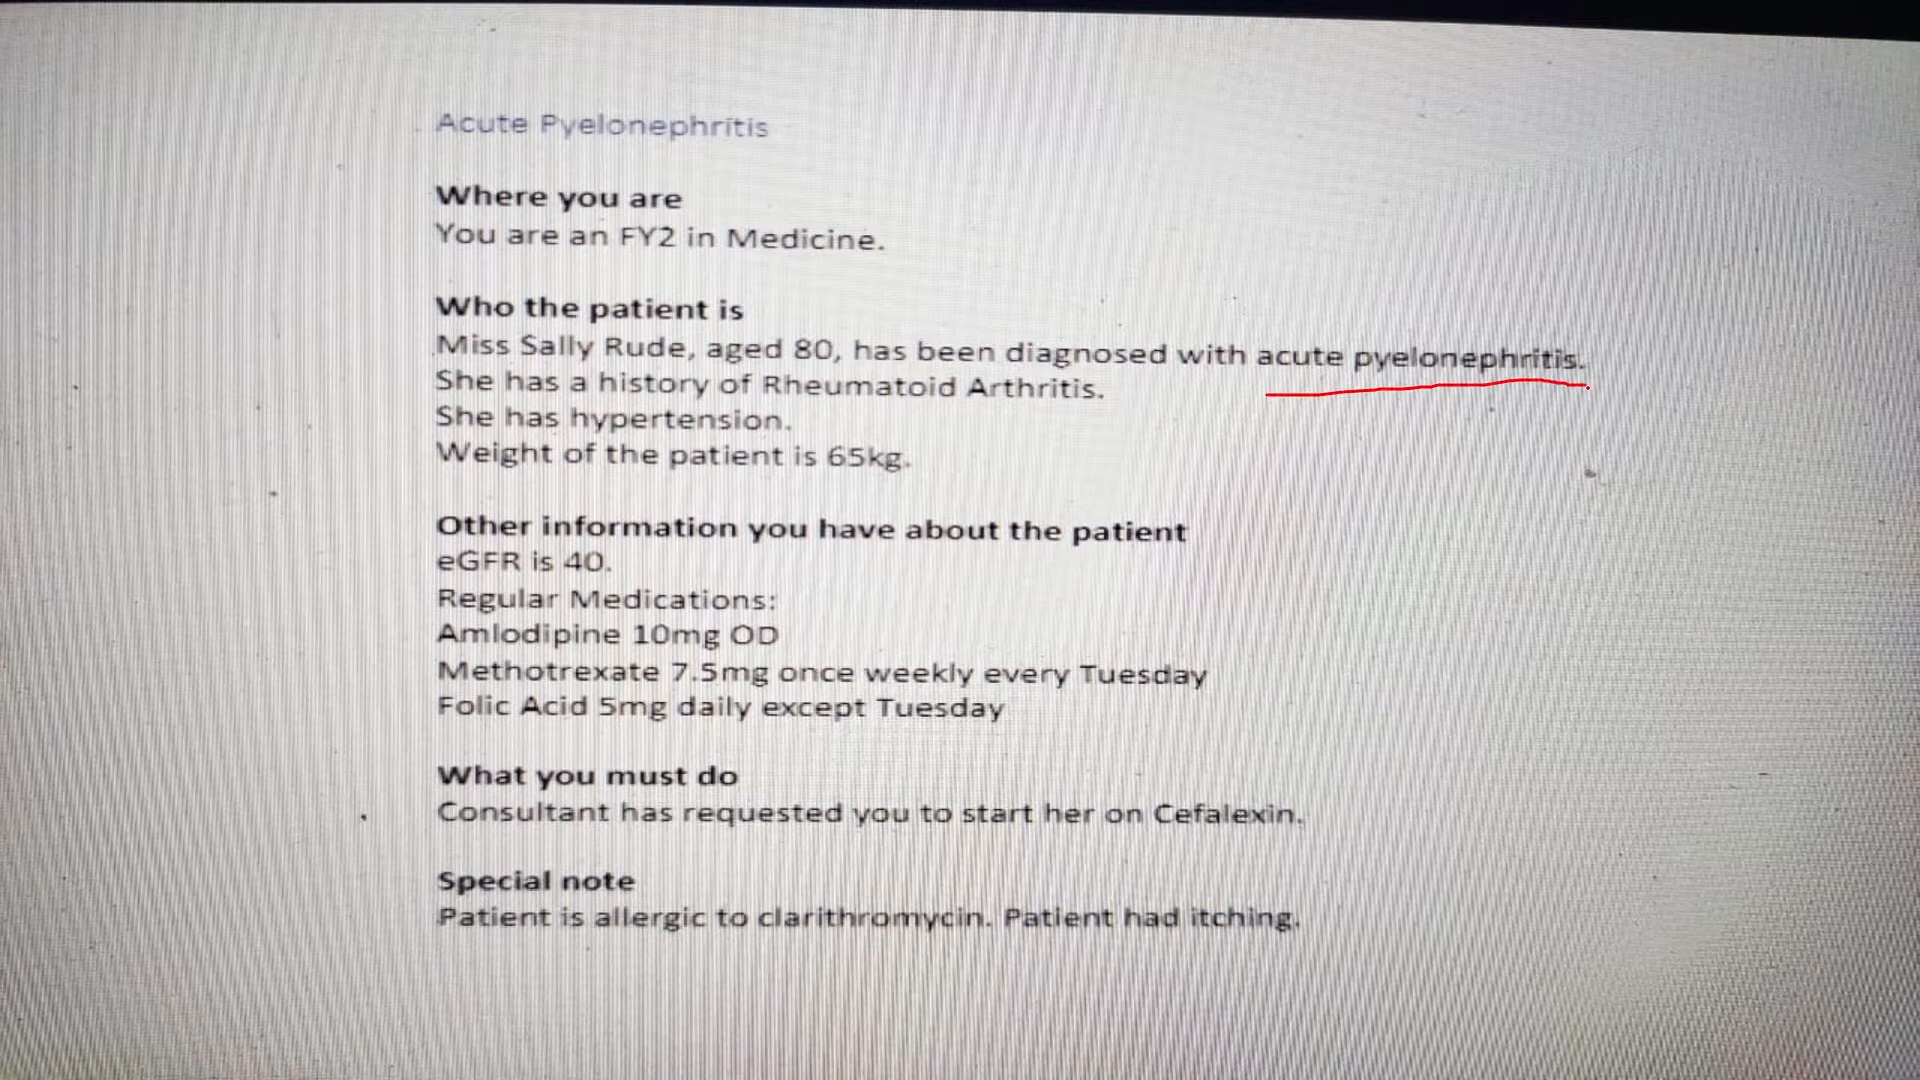 Acute Pyelonephritis
Where you are
You are an FY2 in Medicine.
Who the patient is
Miss Sally Rude, aged 80, has been diagnosed with acute pyelonephritis.
She has a history of Rheumatoid Arthritis.
She has hypertension.
Weight of the patient is 65kg.
Other information you have about the patient
eGFR is 40.
Regular Medications:
Amlodipine 10mg OD
Methotrexate 7.5mg once weekly every Tuesday
Folic Acid 5mg daily except Tuesday
What you must do
Consultant has requested you to start her on Cefalexin.
Special note
Patient is allergic to clarithromycin. Patient had itching.